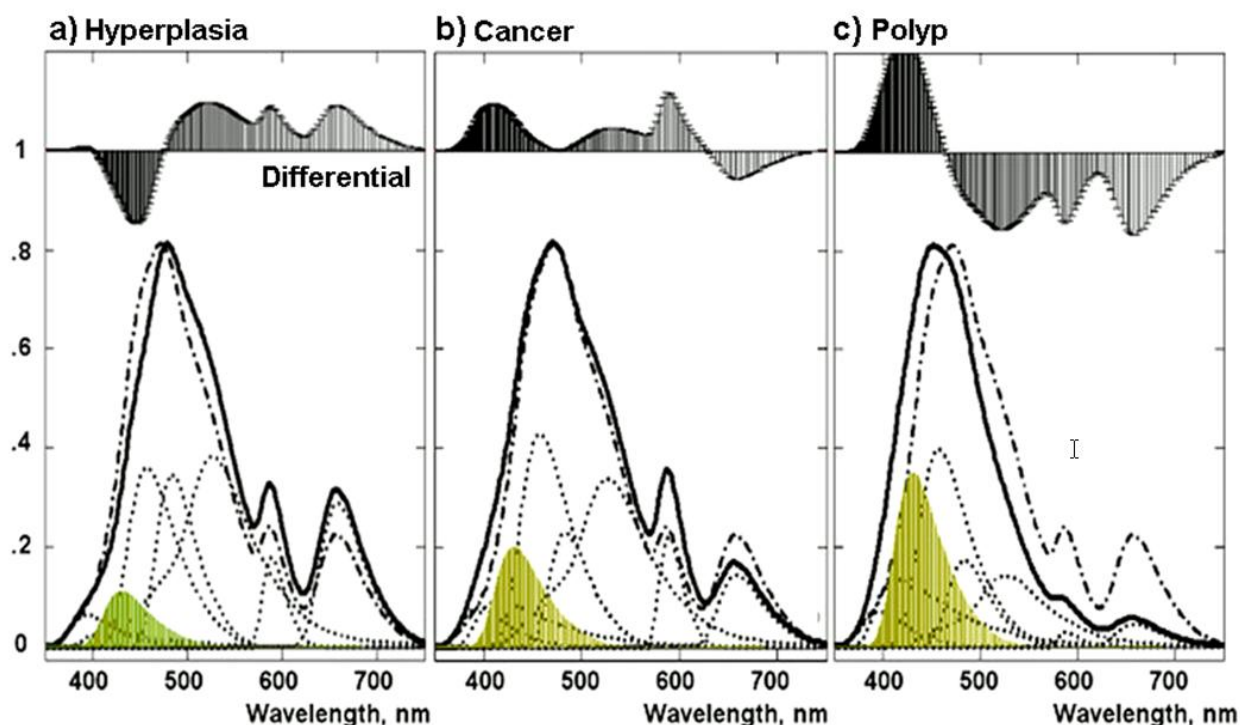 a) Hyperplasia
b) Cancer
c) Polyp
1
Differential
.8
.6
.4
.2
0
400 500 600 700
400 500 600 700
400 500 600 700
Wavelength, nm
Wavelength, nm
Wavelength, nm